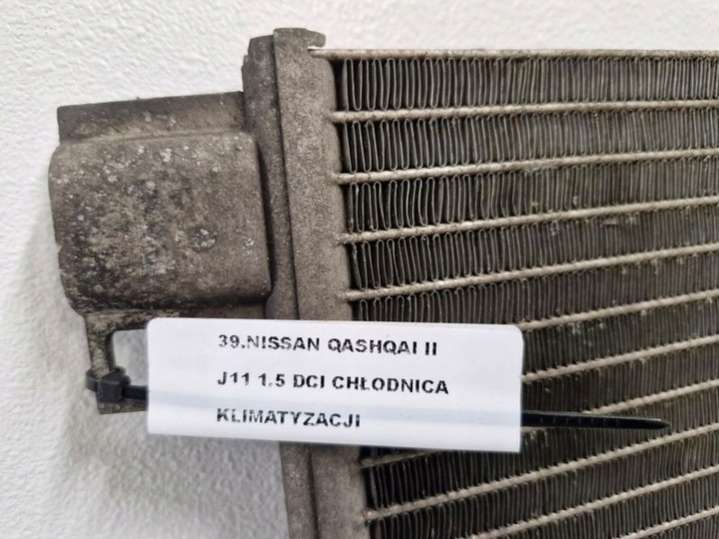 39.NISSAN QASHQAI II
J11 1.5 DCI CHŁODNICA
KLIMATYZACJI